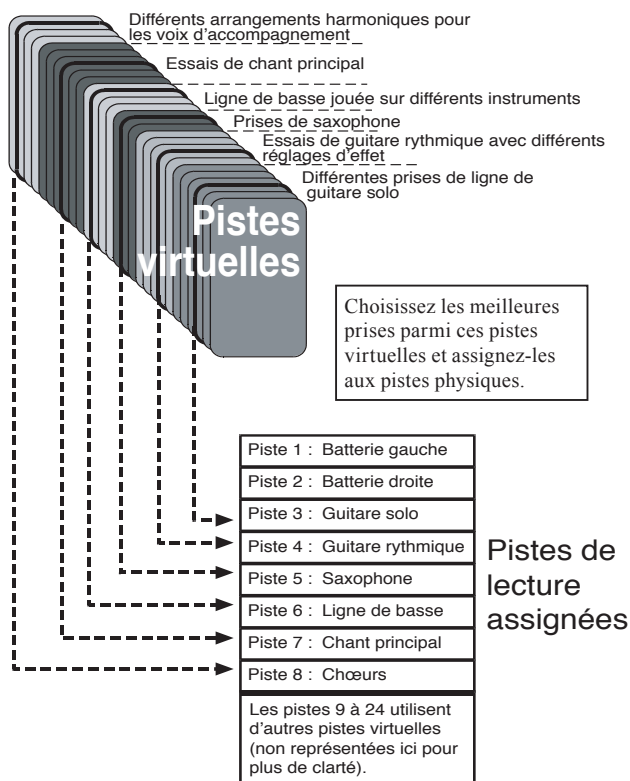 Différents arrangements harmoniques pour
les voix d'accompagnement
Essais de chant principal
Ligne de basse jouée sur différents instruments
Prises de saxophone
Essais de guitare rythmique avec différents
réglages d'effet
Différentes prises de ligne de
guitare solo
Pistes
virtuelles
Choisissez les meilleures
prises parmi ces pistes
virtuelles et assignez-les
aux pistes physiques.
Piste 1 : Batterie gauche
Piste 2 : Batterie droite
Piste 3 : Guitare solo
Piste 4 : Guitare rythmique
Piste 5 : Saxophone
Piste 6 : Ligne de basse
Piste 7 : Chant principal
Piste 8 : Chœurs
Les pistes 9 à 24 utilisent
d'autres pistes virtuelles
(non représentées ici pour
plus de clarté).
Pistes de
lecture
assignées